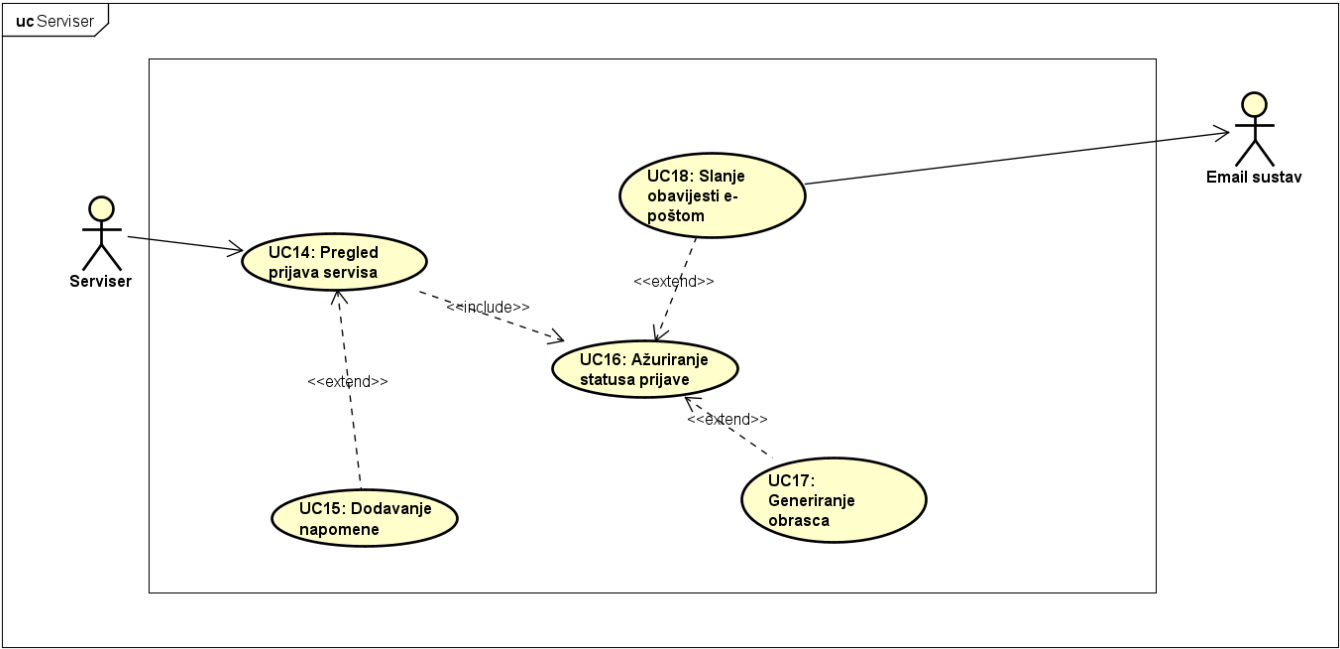 uc Serviser
Email sustav
UC18: Slanje
obavijesti e-
poštom
Serviser
UC14: Pregled
prijava servisa
<<extend>>
<<include>>
UC16: Ažuriranje
statusa prijave
<<extend>>
<<extend>>
UC17:
Generiranje
obrasca
UC15: Dodavanje
napomene